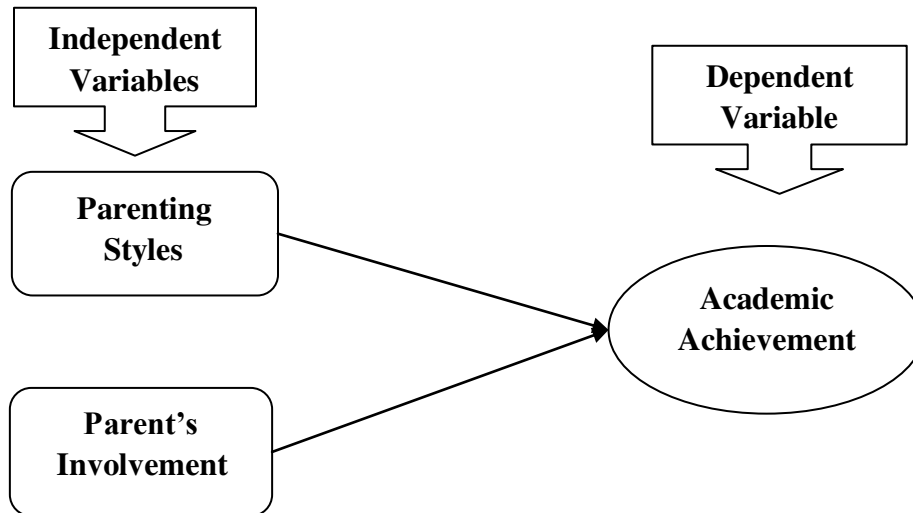 Independent
Variables
Dependent
Variable
Parenting
Styles
Academic
Achievement
Parent’s
Involvement